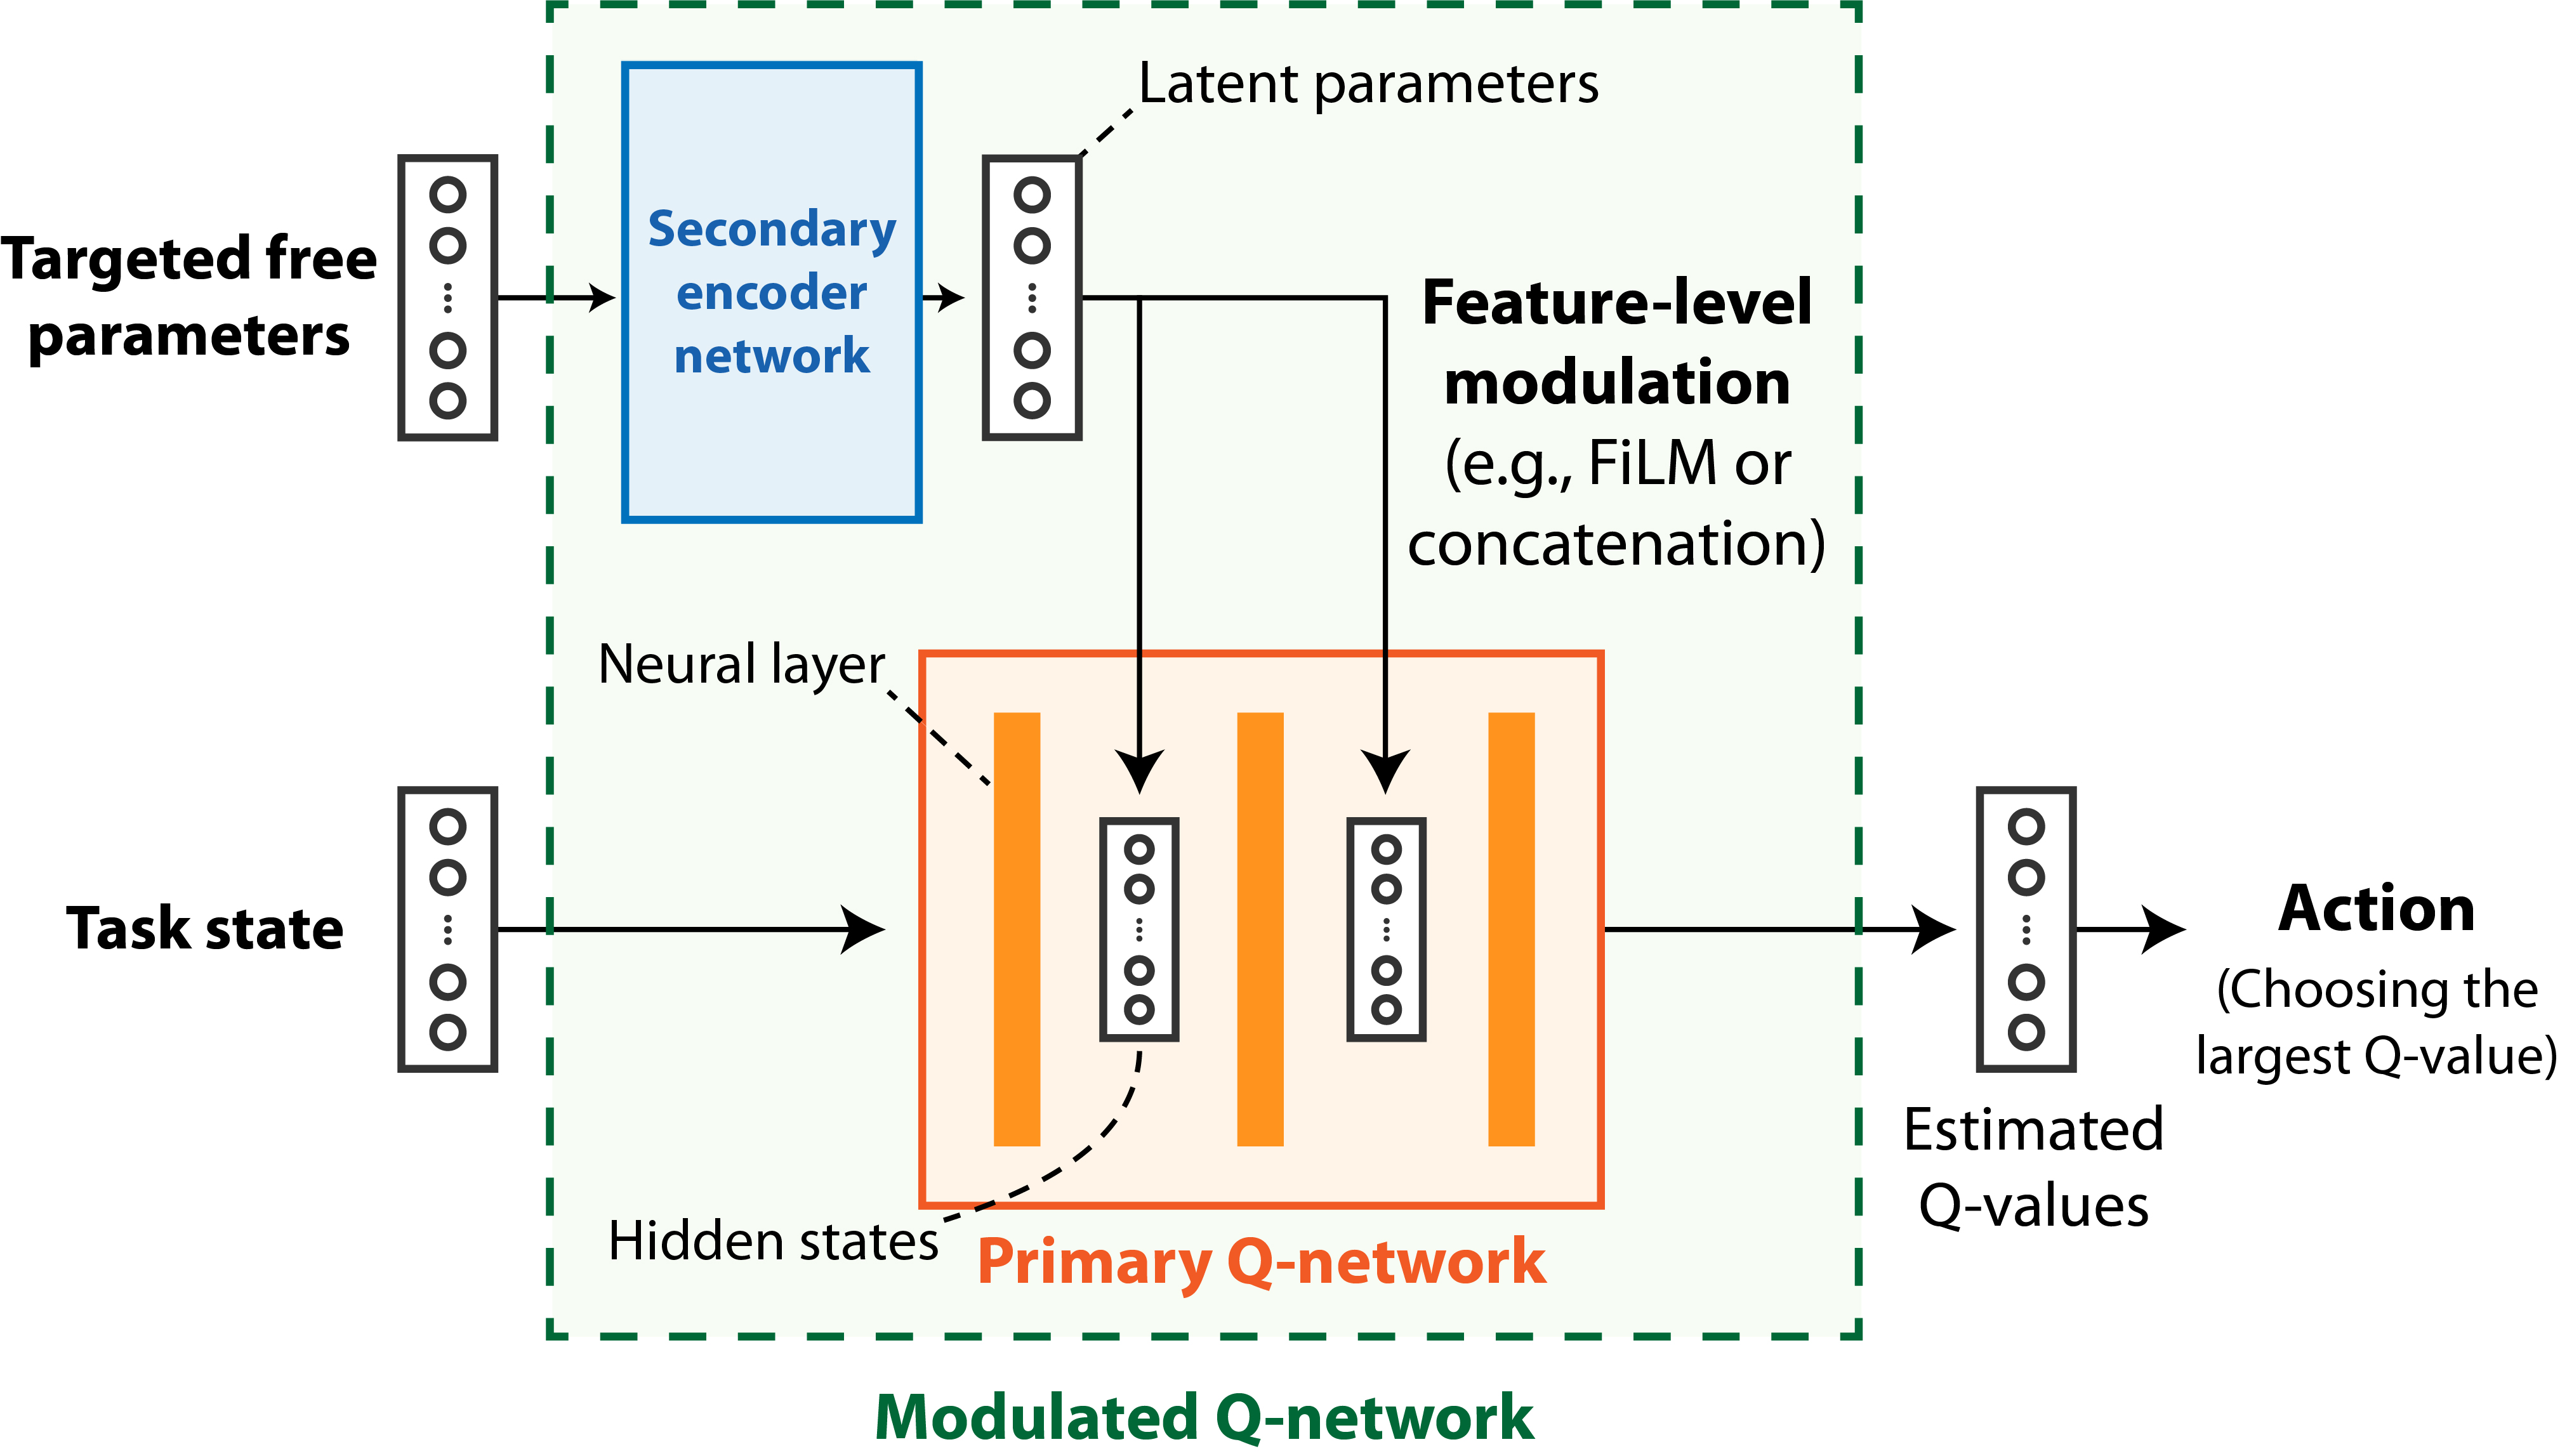 Latent parameters
Targeted free
parameters
Secondary
encoder
network
Feature-level
modulation
(e.g., FiLM or
concatenation)
Neural layer
Task state
Hidden states
Primary Q-network
Estimated
Q-values
Action
(Choosing the
largest Q-value)
Modulated Q-network